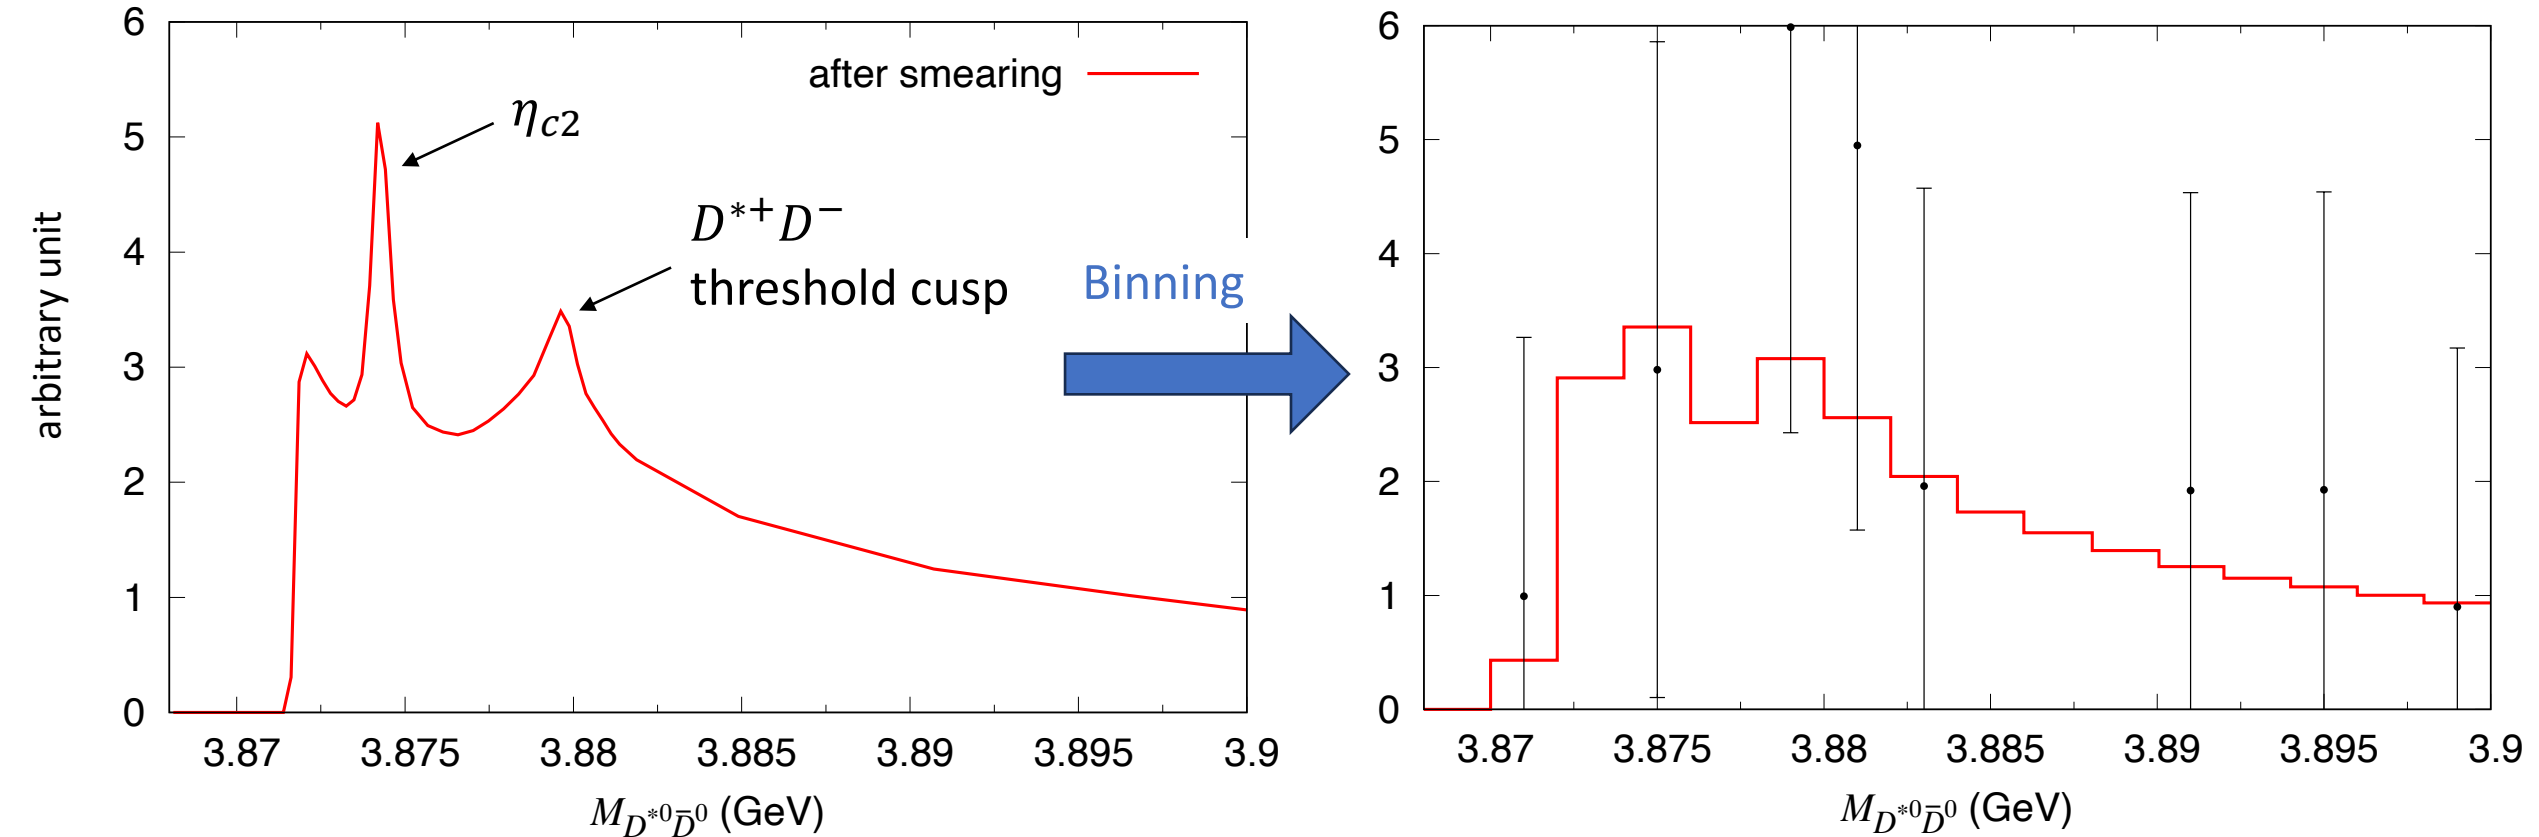 6
5
4
3
2
1
0
arbitrary unit
after smearing
η_{c2}
D^{*+}D^{−}
threshold cusp
3.87 3.875 3.88 3.885 3.89 3.895 3.9
M_{D^{*0}D̄^{0}} (GeV)
Binning
6
5
4
3
2
1
0
3.87 3.875 3.88 3.885 3.89 3.895 3.9
M_{D^{*0}D̄^{0}} (GeV)